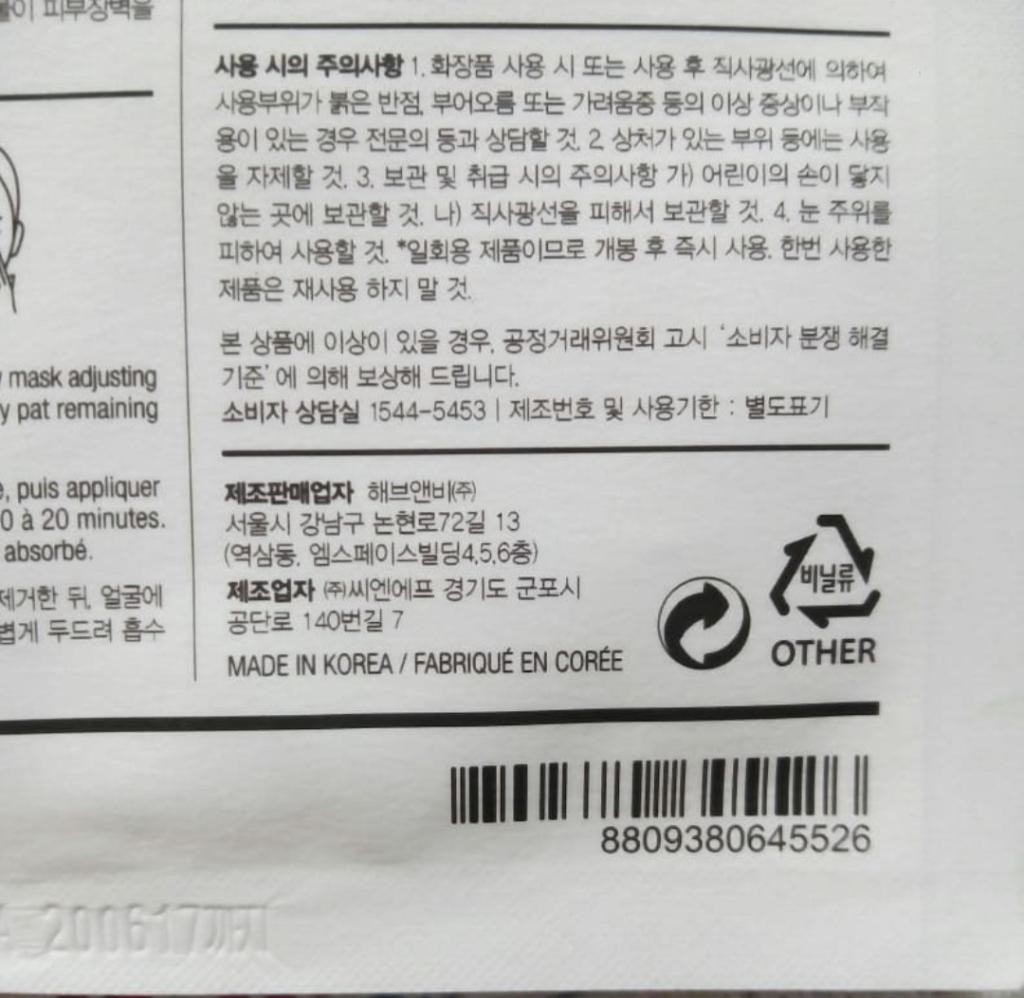 피부장벽을
mask adjusting
pat remaining
puis appliquer
0 à 20 minutes.
absorbé.
제거한 뒤, 얼굴에
두드려 흡수
사용 시의 주의사항 1. 화장품 사용 시 또는 사용 후 직사광선에 의하여
사용부위가 붉은 반점, 부어오름 또는 가려움증 등의 이상 증상이나 부작
용이 있는 경우 전문의 등과 상담할 것. 2. 상처가 있는 부위 등에는 사용
을 자제할 것. 3. 보관 및 취급 시의 주의사항 가) 어린이의 손이 닿지
않는 곳에 보관할 것. 나) 직사광선을 피해서 보관할 것. 4. 눈 주위를
피하여 사용할 것. *일회용 제품이므로 개봉 후 즉시 사용. 한번 사용한
제품은 재사용 하지 말 것.
본 상품에 이상이 있을 경우, 공정거래위원회 고시 ‘소비자 분쟁 해결
기준’에 의해 보상해 드립니다.
소비자 상담실 1544-5453 | 제조번호 및 사용기한 : 별도표기
제조판매업자 해브앤비㈜
서울시 강남구 논현로72길 13
(역삼동, 엠스페이스빌딩4,5,6층)
제조업자 ㈜씨엔에프 경기도 군포시
공단로 140번길 7
MADE IN KOREA / FABRIQUÉ EN CORÉE
비닐류
OTHER
8809380645526
200617까지